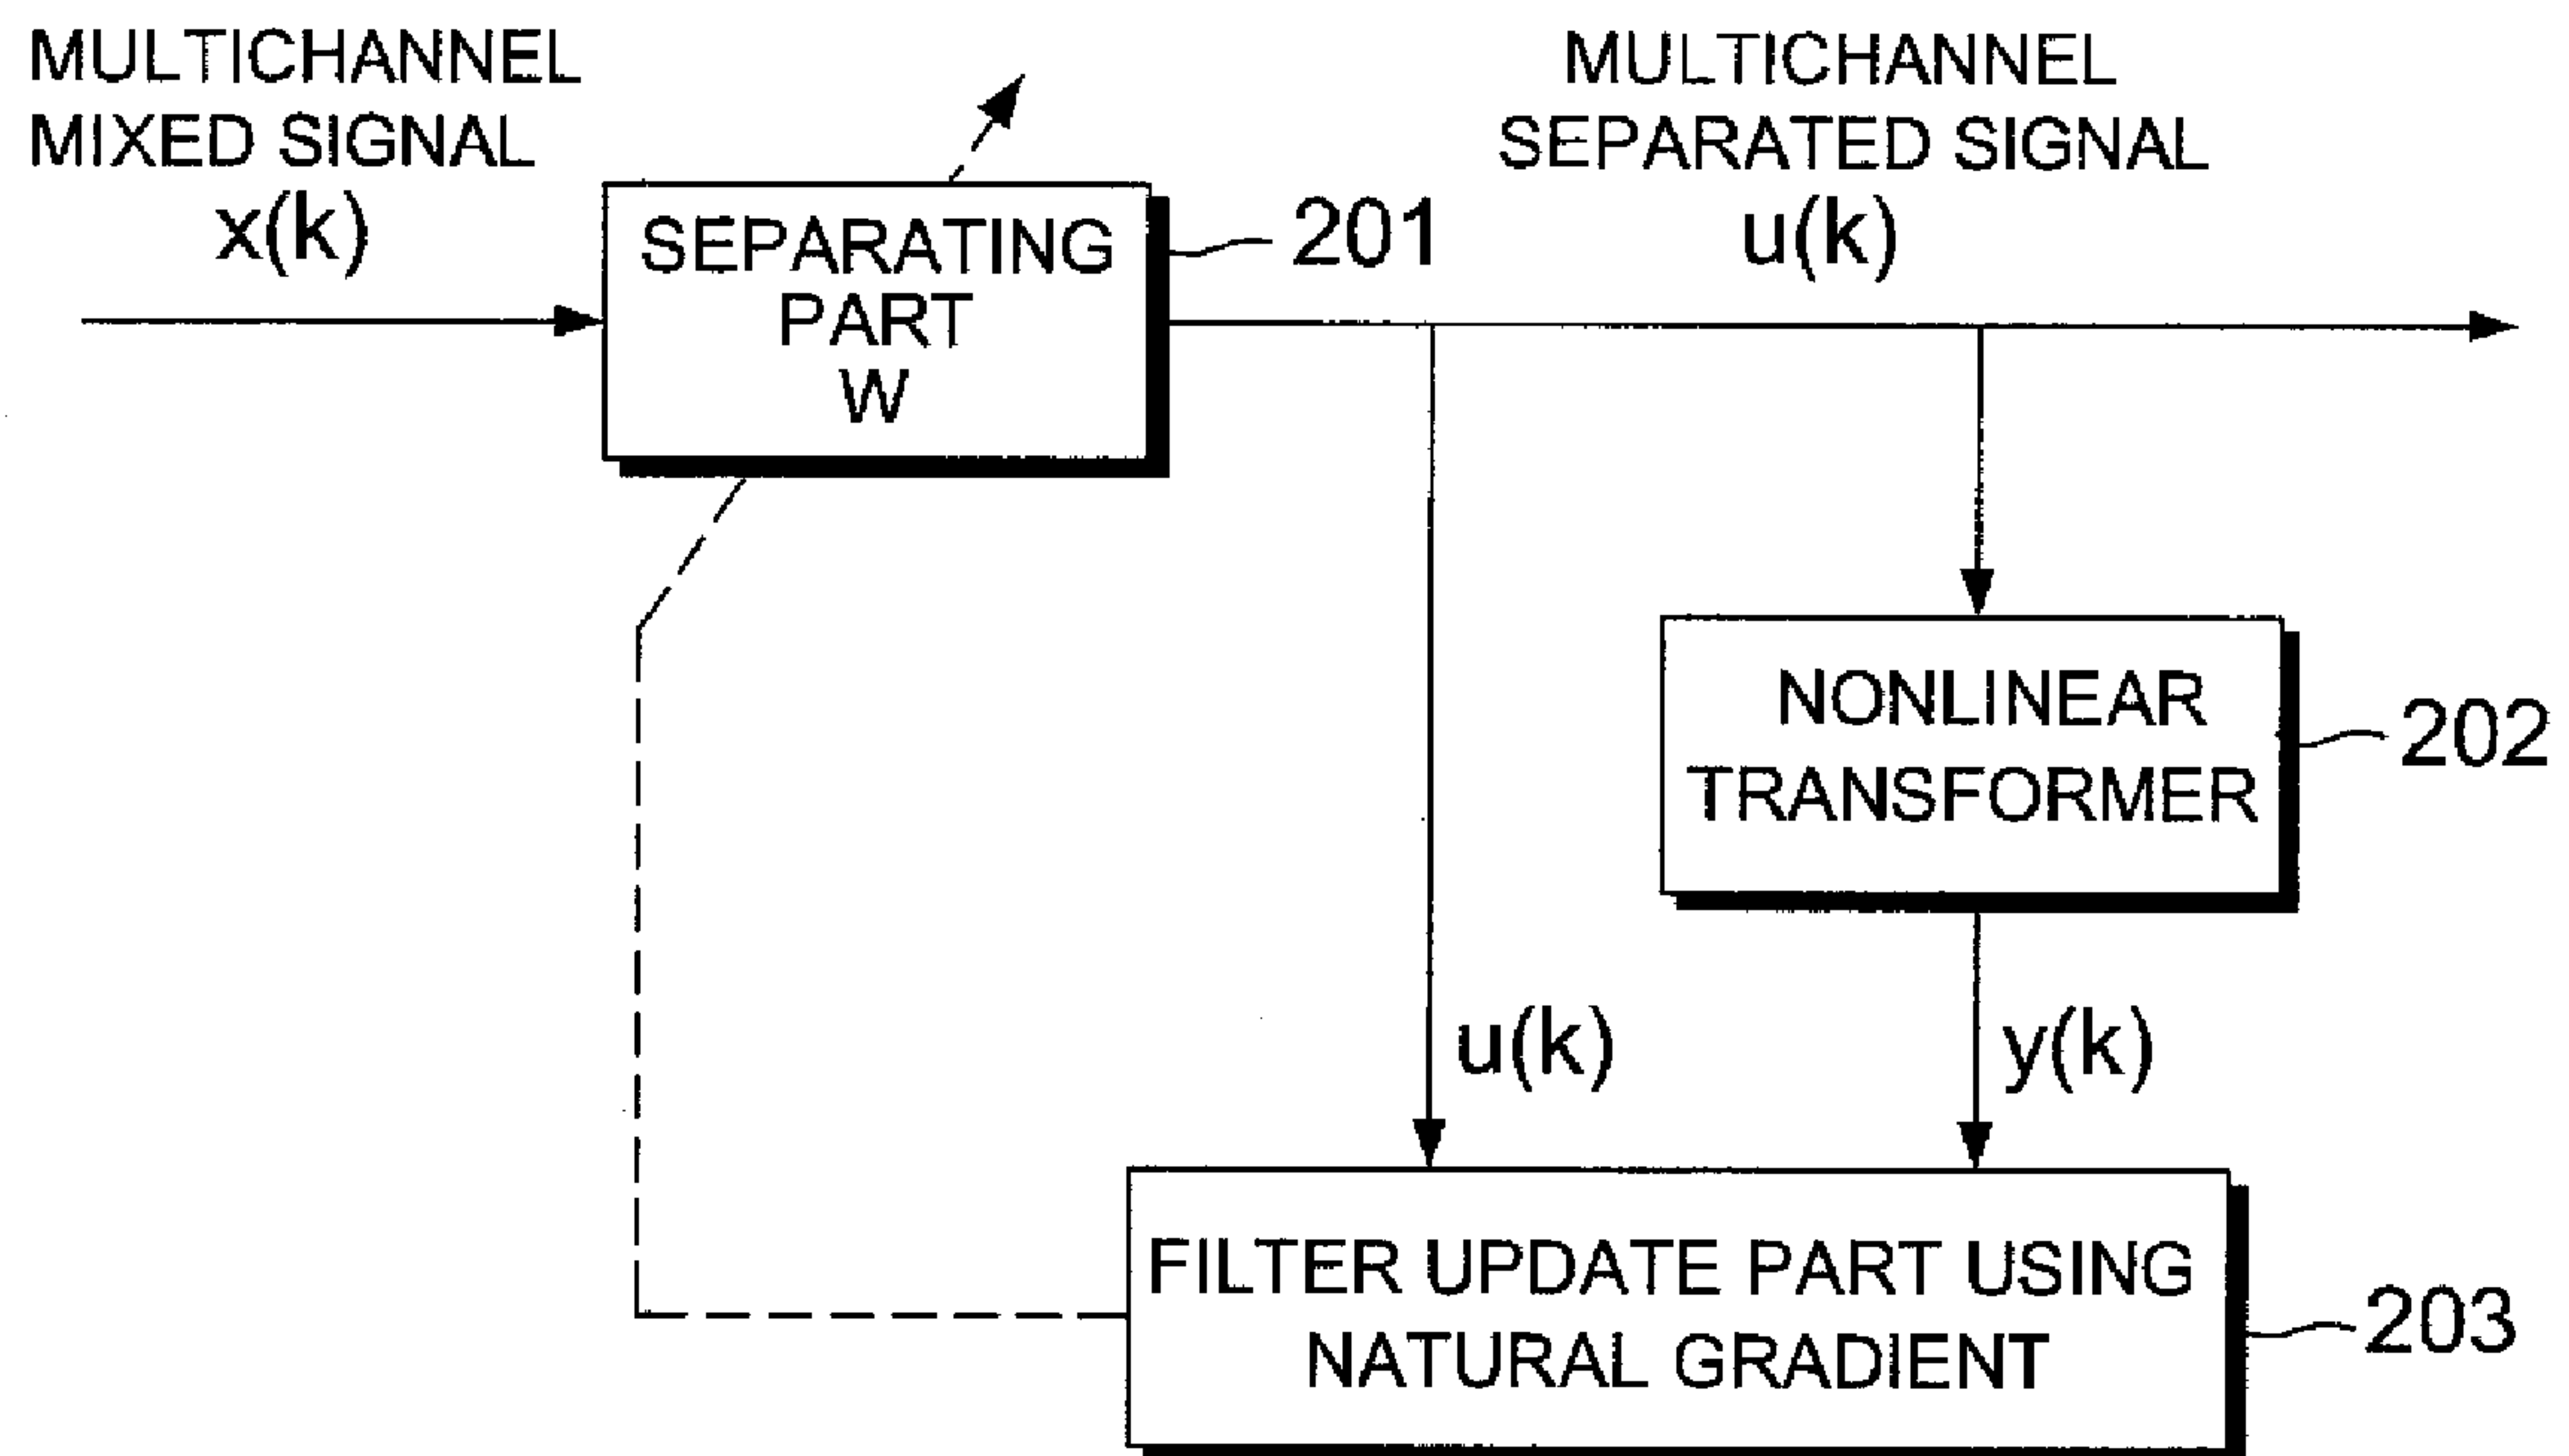 MULTICHANNEL
MIXED SIGNAL
x(k)
SEPARATING
PART
W
201
MULTICHANNEL
SEPARATED SIGNAL
u(k)
NONLINEAR
TRANSFORMER
202
u(k)
y(k)
FILTER UPDATE PART USING
NATURAL GRADIENT
203